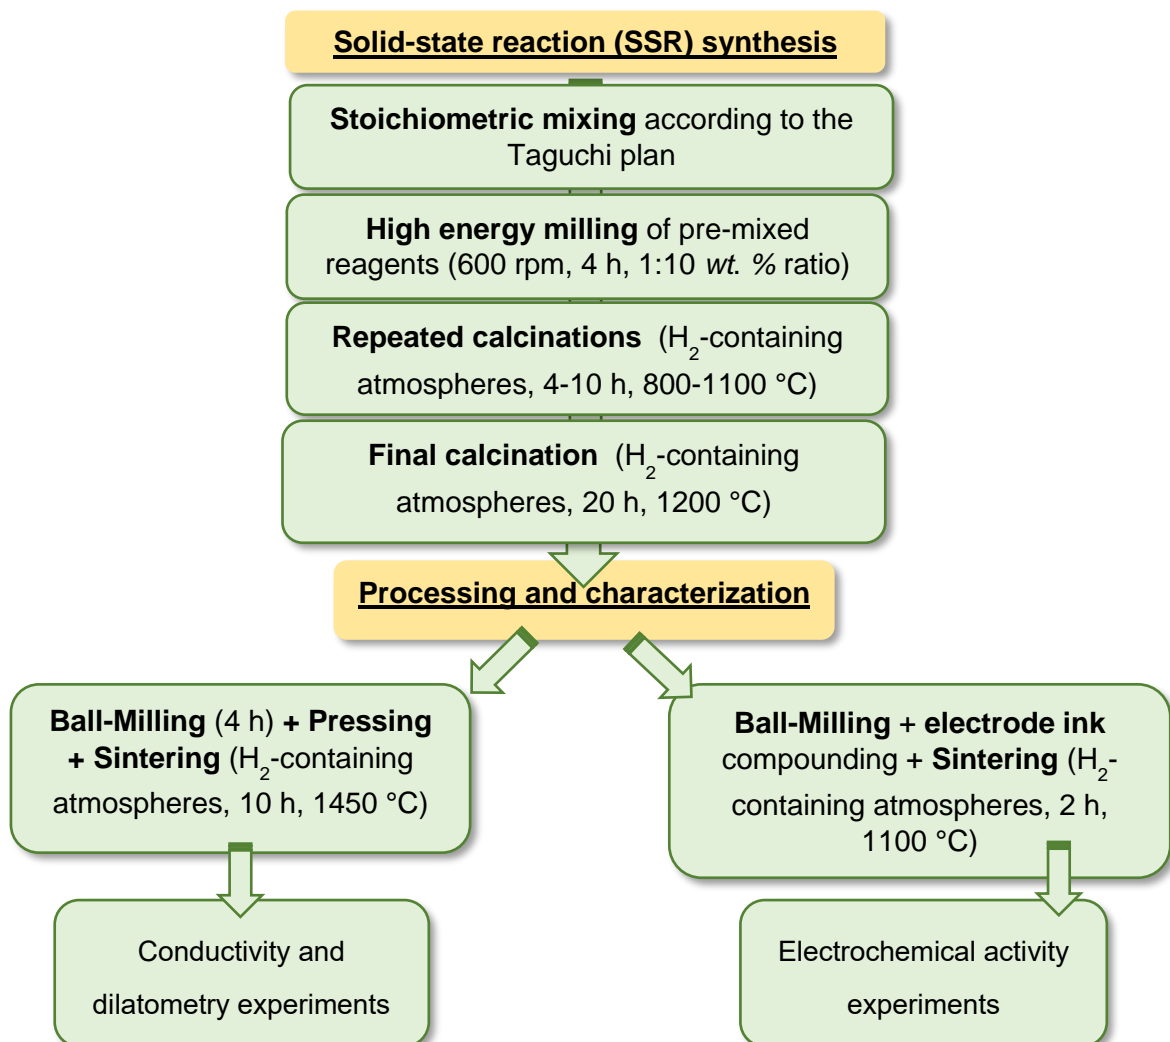 Solid-state reaction (SSR) synthesis
Stoichiometric mixing according to the
Taguchi plan
High energy milling of pre-mixed
reagents (600 rpm, 4 h, 1:10 wt. % ratio)
Repeated calcinations (H₂-containing
atmospheres, 4-10 h, 800-1100 °C)
Final calcination (H₂-containing
atmospheres, 20 h, 1200 °C)
Processing and characterization
Ball-Milling (4 h) + Pressing
+ Sintering (H₂-containing
atmospheres, 10 h, 1450 °C)
Ball-Milling + electrode ink
compounding + Sintering (H₂-
containing atmospheres, 2 h,
1100 °C)
Conductivity and
dilatometry experiments
Electrochemical activity
experiments